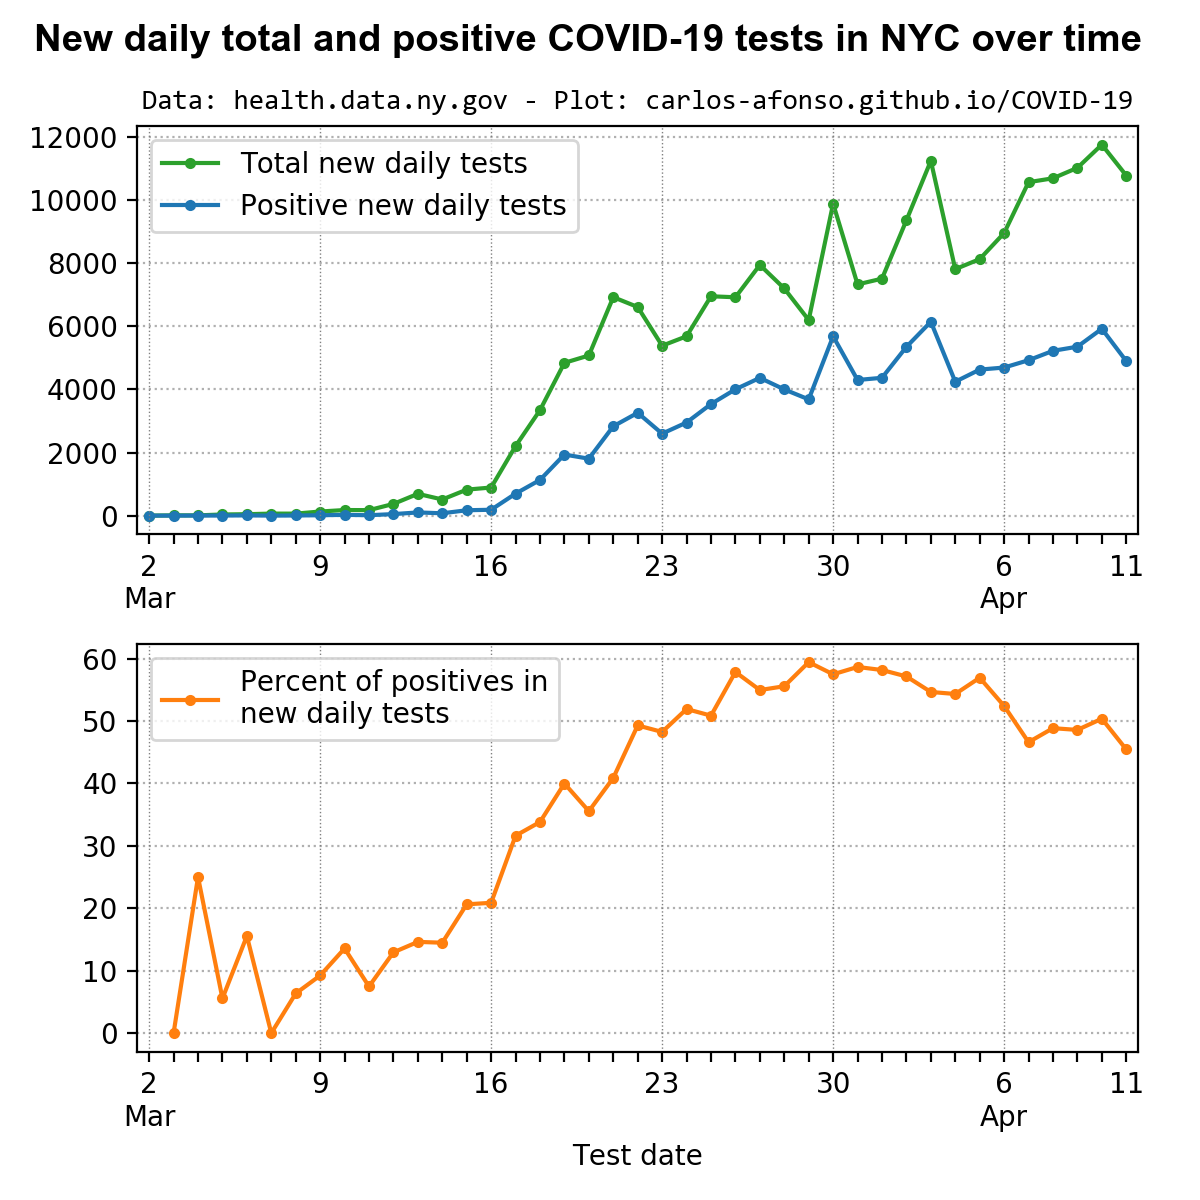 New daily total and positive COVID-19 tests in NYC over time
Data: health.data.ny.gov - Plot: carlos-afonso.github.io/COVID-19
12000
10000
8000
6000
4000
2000
0
Total new daily tests
Positive new daily tests
2 9 16 23 30 6 11
Mar Apr
60
50
40
30
20
10
0
Percent of positives in
new daily tests
2 9 16 23 30 6 11
Mar Apr
Test date